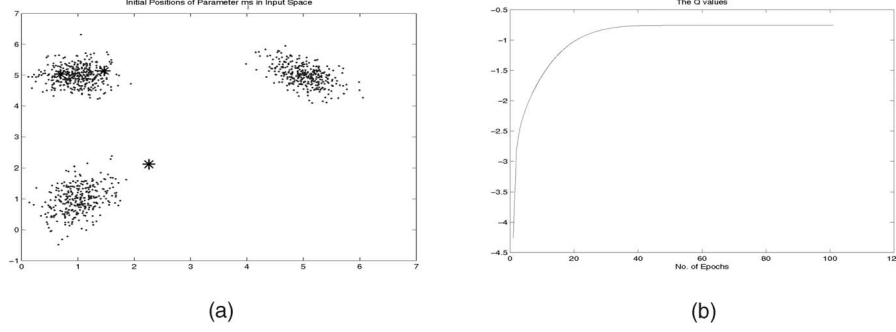 Initial Positions of Parameter ms in Input Space
7
6
5
4
3
2
1
0
−1
0 1 2 3 4 5 6 7
(a)
The Q values
−0.5
−1
−1.5
−2
−2.5
−3
−3.5
−4
−4.5
0 20 40 60 80 100 120
No. of Epochs
(b)